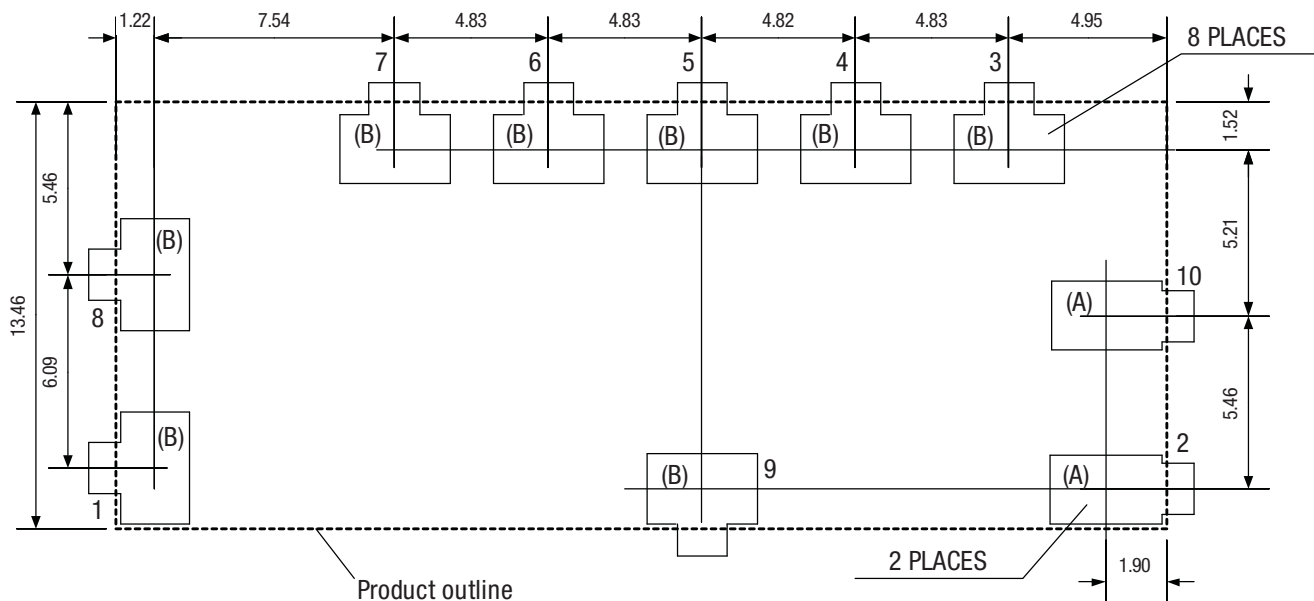 1.22
7.54
4.83
4.83
4.82
4.83
4.95
8 PLACES
7
6
5
4
3
(B)
(B)
(B)
(B)
(B)
1.52
5.46
13.46
(B)
5.21
8
(A)
10
6.09
5.46
(B)
1
(B)
9
(A)
2
2 PLACES
1.90
Product outline